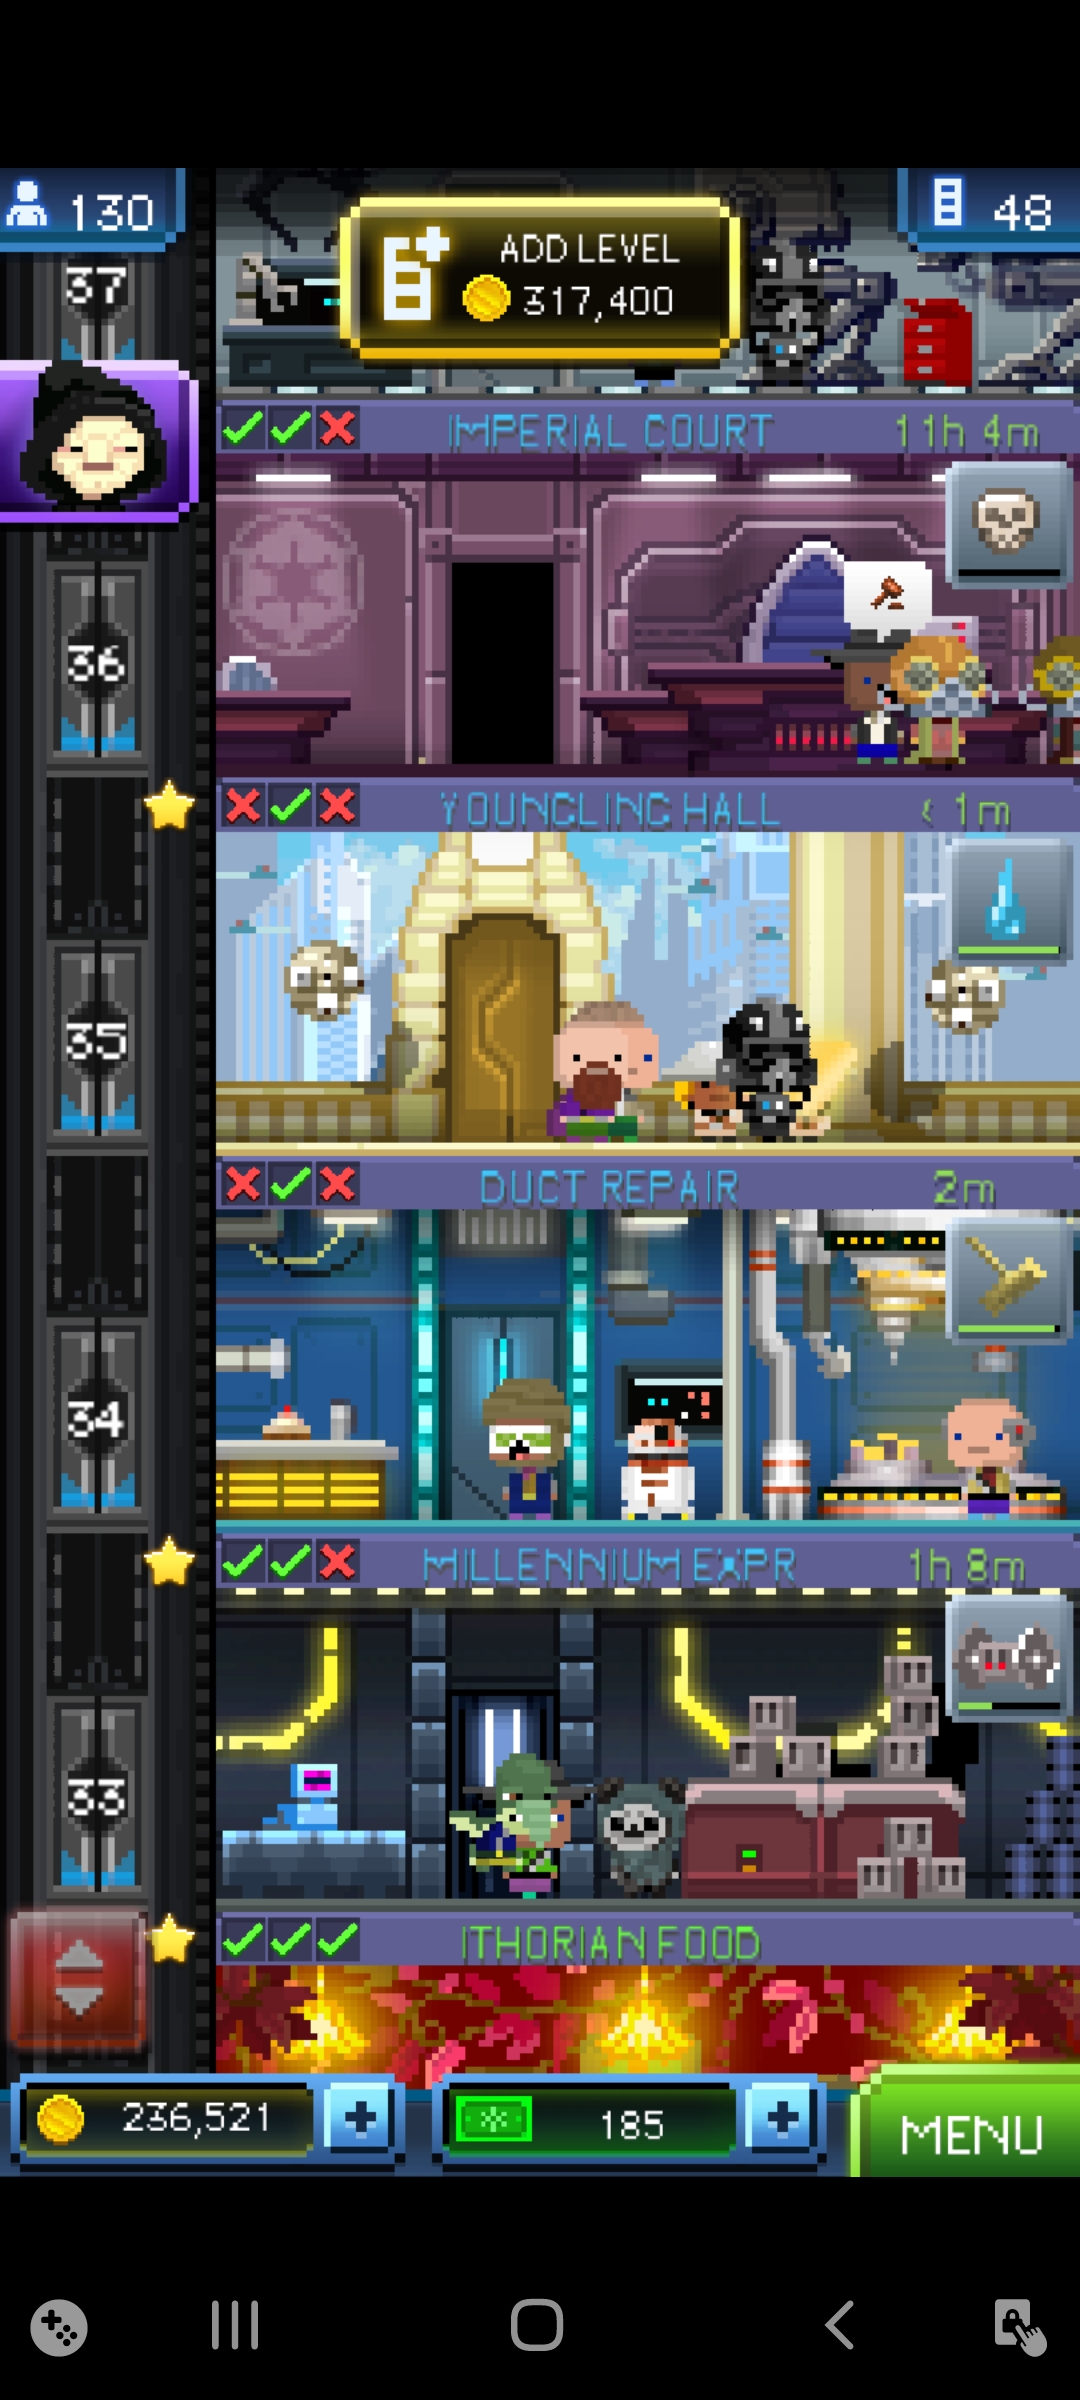 130
48
37
ADD LEVEL
317,400
IMPERIAL COURT 11h 4m
36
YOUNGLING HALL < 1m
35
DUCT REPAIR 2m
34
MILLENNIUM EXPR 1h 8m
33
ITHORIAN FOOD
236,521
185
MENU